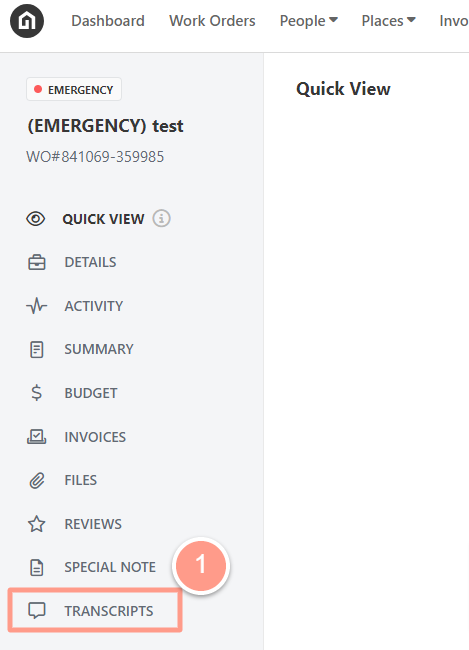 Dashboard Work Orders People Places Invo
EMERGENCY
(EMERGENCY) test
WO#841069-359985
Quick View
QUICK VIEW
DETAILS
ACTIVITY
SUMMARY
BUDGET
INVOICES
FILES
REVIEWS
SPECIAL NOTE
1
TRANSCRIPTS